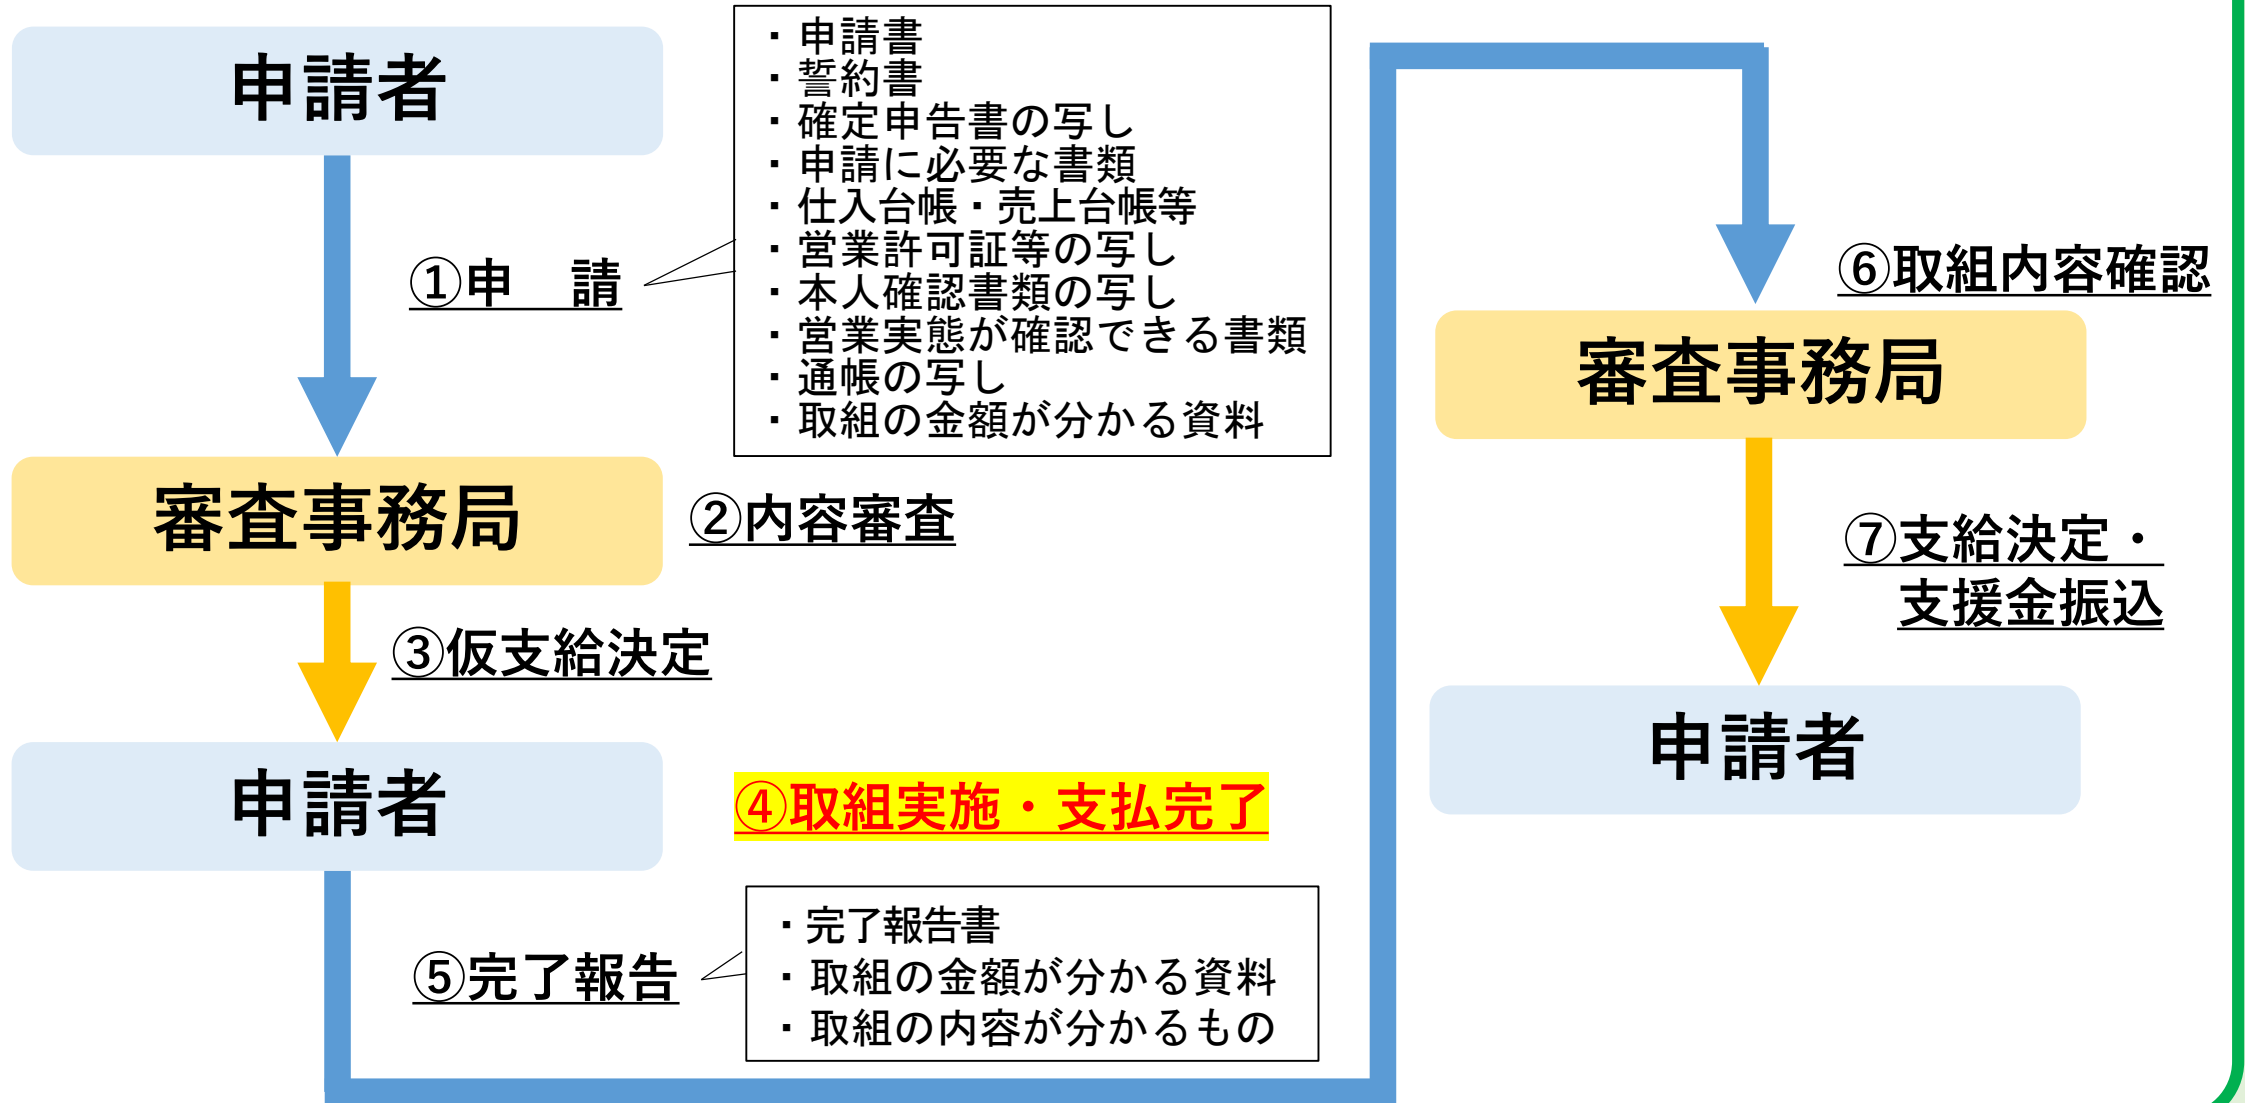 申請者
①申　請
・申請書
・誓約書
・確定申告書の写し
・申請に必要な書類
・仕入台帳・売上台帳等
・営業許可証等の写し
・本人確認書類の写し
・営業実態が確認できる書類
・通帳の写し
・取組の金額が分かる資料
審査事務局
②内容審査
③仮支給決定
申請者
④取組実施・支払完了
⑤完了報告
・完了報告書
・取組の金額が分かる資料
・取組の内容が分かるもの
⑥取組内容確認
審査事務局
⑦支給決定・
支援金振込
申請者